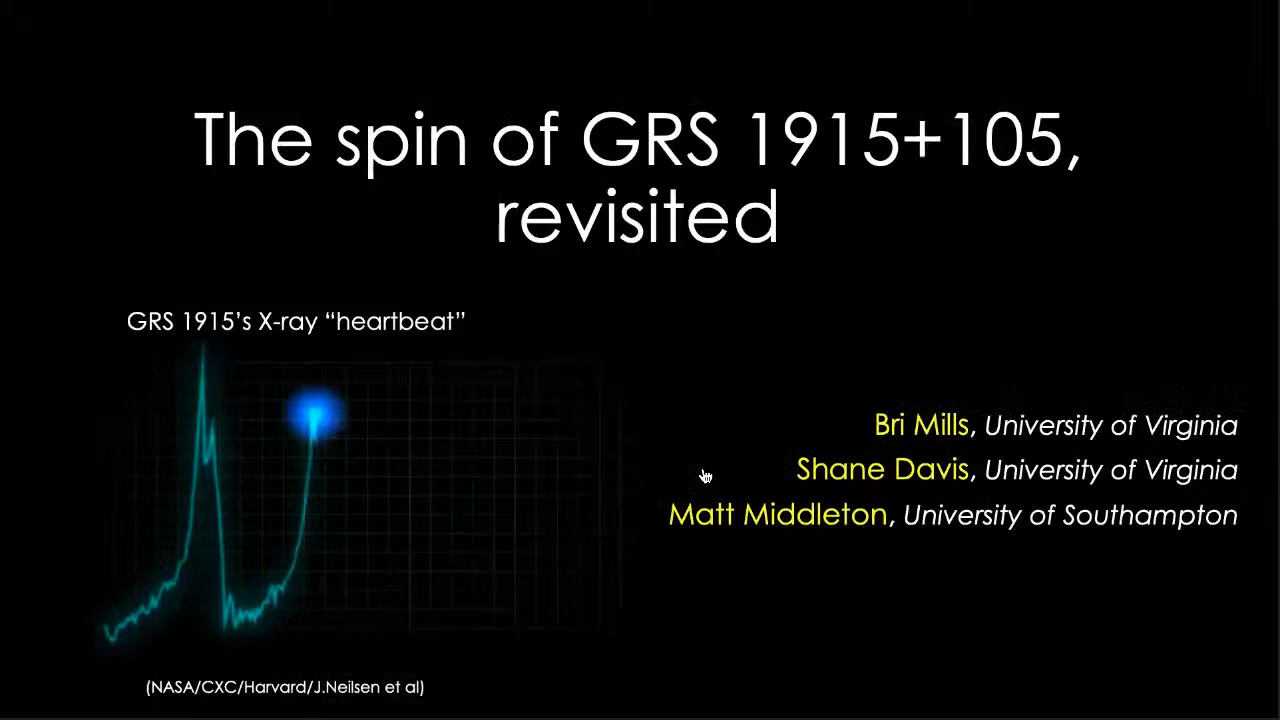 The spin of GRS 1915+105,
revisited
GRS 1915’s X-ray “heartbeat”
Bri Mills, University of Virginia
Shane Davis, University of Virginia
Matt Middleton, University of Southampton
(NASA/CXC/Harvard/J.Neilsen et al)